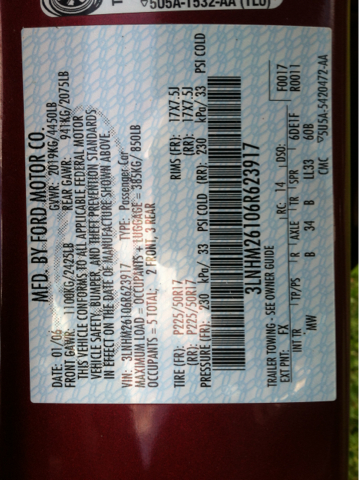 5U5A-1532-AA (TLU)
MFD. BY FORD MOTOR CO.
DATE: 01/06 GVWR: 2019KG/4450LB
FRONT GAWR: 1100KG/2425LB REAR GAWR: 941KG/2075LB
THIS VEHICLE CONFORMS TO ALL APPLICABLE FEDERAL MOTOR
VEHICLE SAFETY, BUMPER, AND THEFT PREVENTION STANDARDS
IN EFFECT ON THE DATE OF MANUFACTURE SHOWN ABOVE.
VIN: 3LNHM26106R623917 TYPE: Passenger Car
MAXIMUM LOAD = OCCUPANTS + LUGGAGE = 385KG/ 850LB
OCCUPANTS = 5 TOTAL: 2 FRONT, 3 REAR
TIRE (FR): P225/50R17 RIMS (FR): (17X7.5J
(RR): P225/50R17 (RR): 17X7.5J
PRESSURE(FR): 230 kPa/ 33 PSI COLD (RR): 230 kPa/ 33 PSI COLD
3LNHM26106R623917
TRAILER TOWING- SEE OWNER GUIDE
EXT PNT: FX RC: 14 DSO: F0017
R0011
INT TR TP/PS R AXLE TR SPR 6DE1F
MW B 34 B LL33 60B
CMC 5U5A-5420472-AA